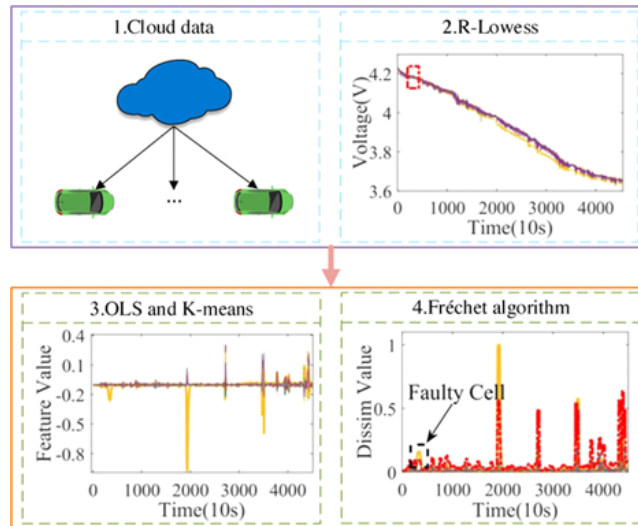 1.Cloud data
...
2.R-Lowess
Voltage(V)
4.2
4
3.8
3.6
0 1000 2000 3000 4000
Time(10s)
3.OLS and K-means
Feature Value
0.4
0.1
-0.2
-0.5
-0.8
0 1000 2000 3000 4000
Time(10s)
4.Fréchet algorithm
Dissim Value
1
0.5
0
Faulty Cell
0 1000 2000 3000 4000
Time(10s)